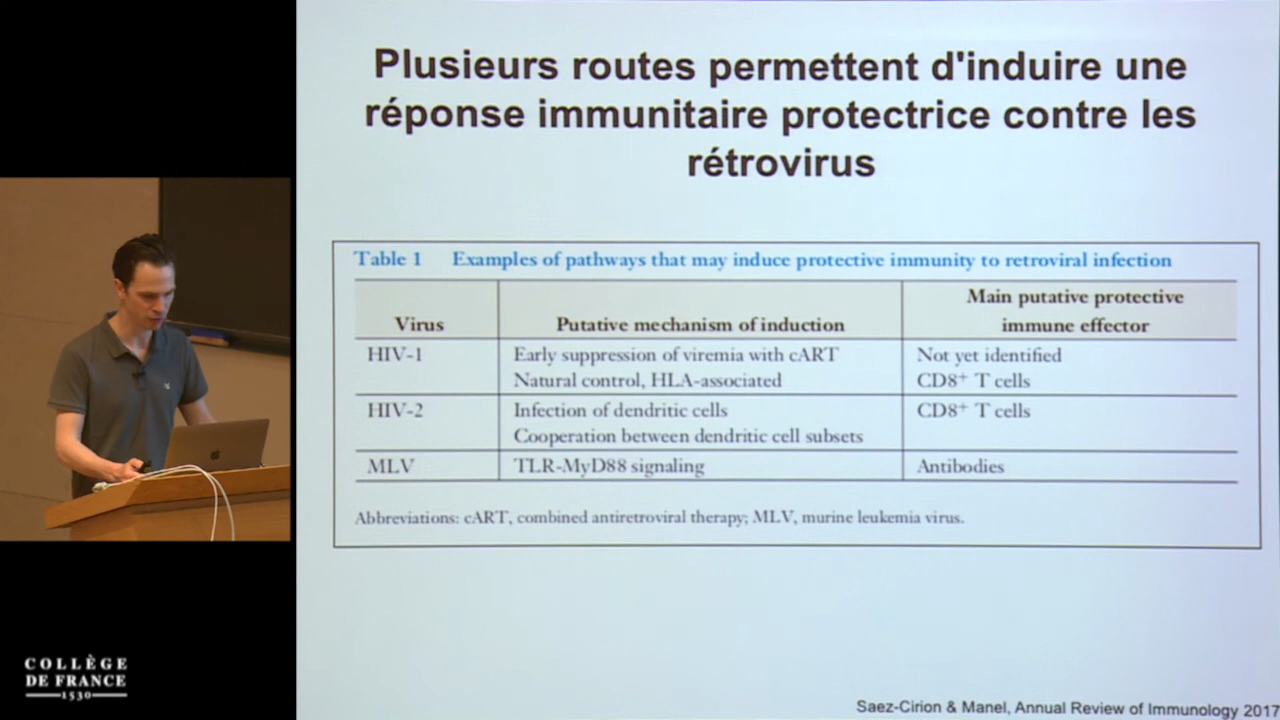 Plusieurs routes permettent d'induire une
réponse immunitaire protectrice contre les
rétrovirus
Table 1 Examples of pathways that may induce protective immunity to retroviral infection
Virus Putative mechanism of induction Main putative protective immune effector
HIV-1 Early suppression of viremia with cART Not yet identified
Natural control, HLA-associated CD8+ T cells
HIV-2 Infection of dendritic cells CD8+ T cells
Cooperation between dendritic cell subsets
MLV TLR-MyD88 signaling Antibodies
Abbreviations: cART, combined antiretroviral therapy; MLV, murine leukemia virus.
Saez-Cirion & Manel, Annual Review of Immunology 2017
COLLÈGE
DE FRANCE
1530